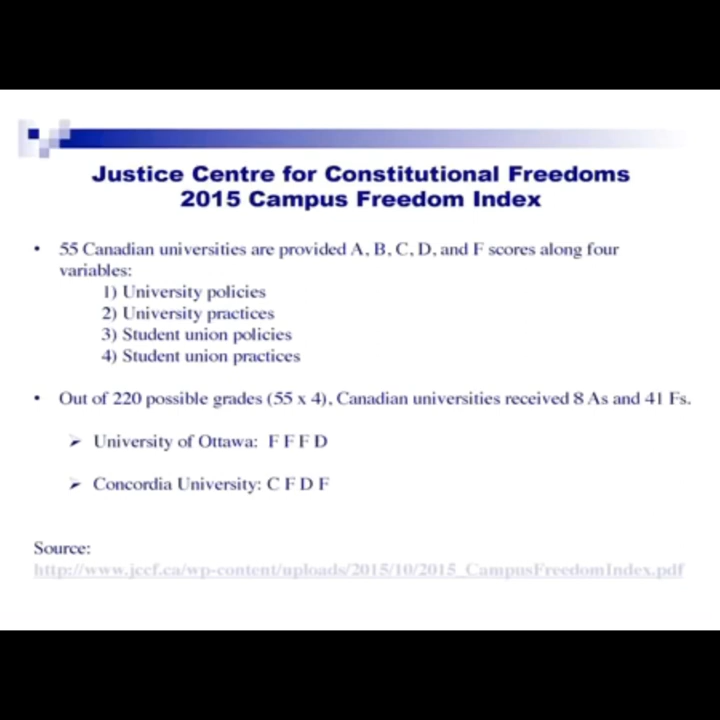 Justice Centre for Constitutional Freedoms
2015 Campus Freedom Index
• 55 Canadian universities are provided A, B, C, D, and F scores along four
variables:
1) University policies
2) University practices
3) Student union policies
4) Student union practices
• Out of 220 possible grades (55 x 4), Canadian universities received 8 As and 41 Fs.
➢ University of Ottawa: F F F D
➢ Concordia University: C F D F
Source:
http://www.jccf.ca/wp-content/uploads/2015/10/2015_CampusFreedomIndex.pdf